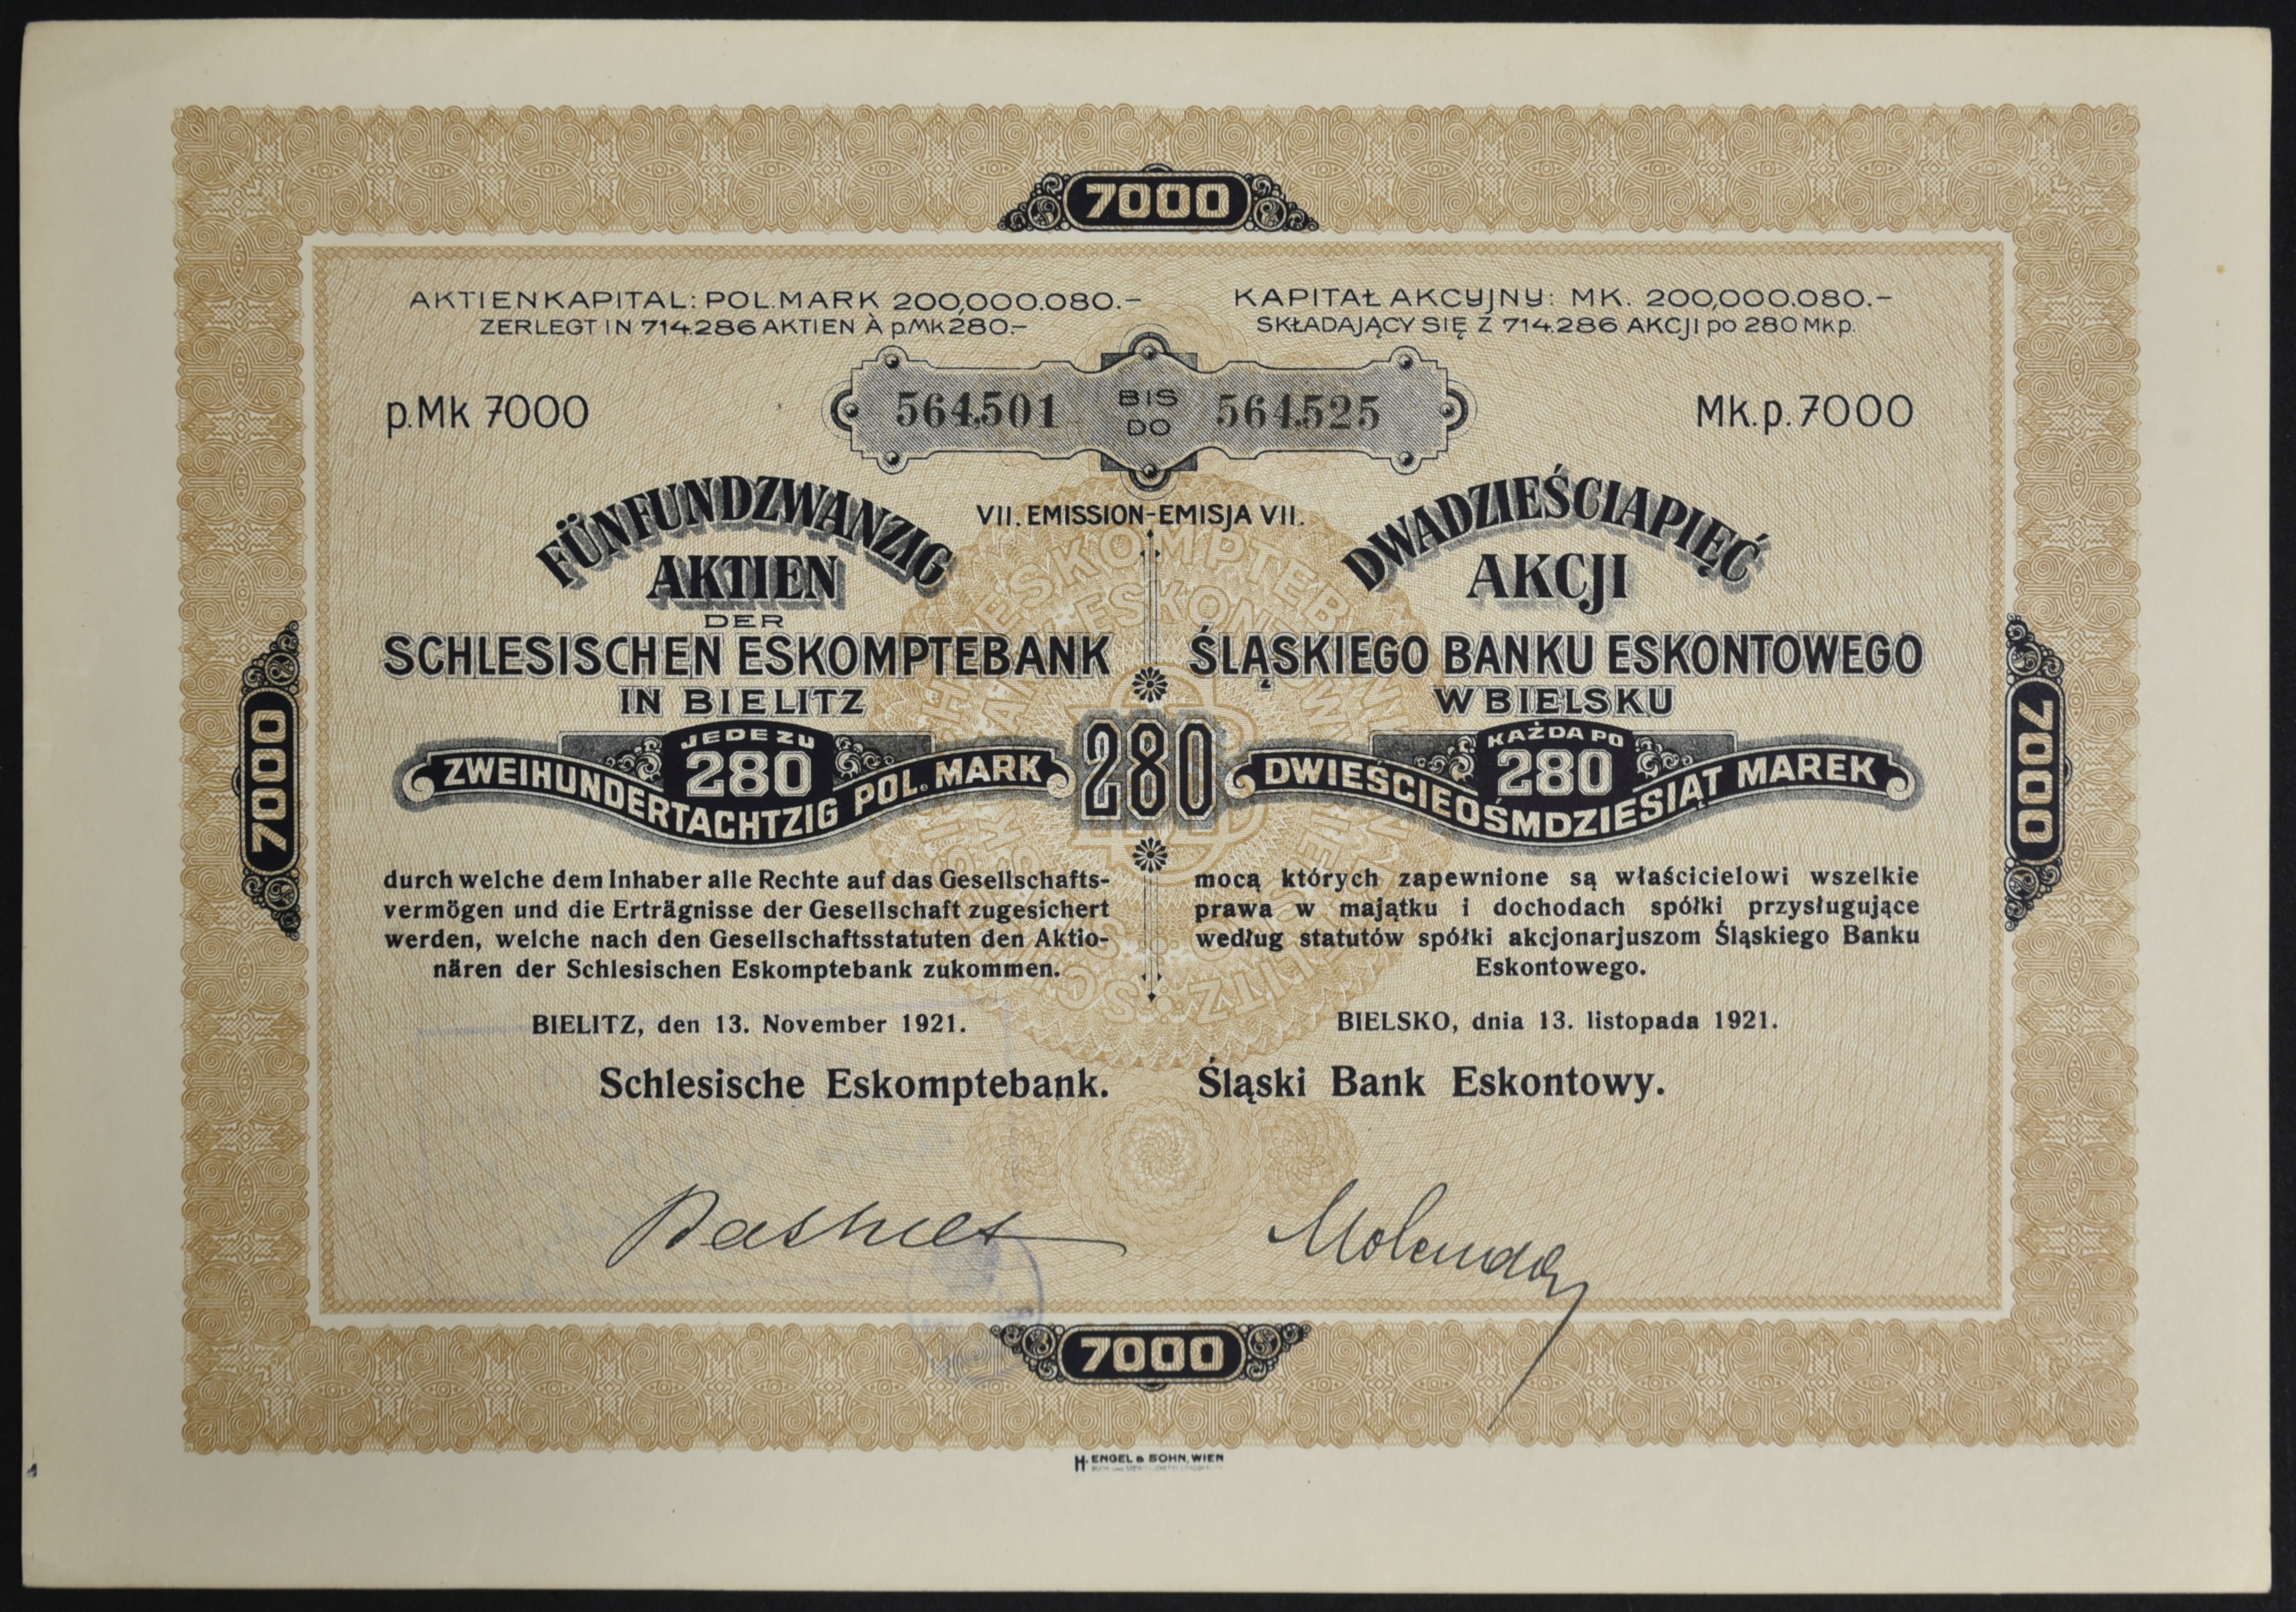 7000
AKTIENKAPITAL: POL.MARK 200,000.080.–
ZERLEGT IN 714.286 AKTIEN À p.Mk 280.–
KAPITAŁ AKCYJNY: MK. 200,000.080.–
SKŁADAJĄCY SIĘ Z 714.286 AKCJI po 280 Mkp.
p.Mk 7000
564,501 BIS DO 564,525
Mk.p. 7000
VII. EMISSION-EMISJA VII.
FÜNFUNDZWANZIG
AKTIEN
DER
SCHLESISCHEN ESKOMPTEBANK
IN BIELITZ
JEDE ZU
280
ZWEIHUNDERTACHTZIG POL. MARK
280
DWADZIEŚCIAPIĘĆ
AKCJI
ŚLĄSKIEGO BANKU ESKONTOWEGO
W BIELSKU
KAŻDA PO
280
DWIEŚCIEOŚMDZIESIĄT MAREK
7000
7000
durch welche dem Inhaber alle Rechte auf das Gesellschafts-
vermögen und die Erträgnisse der Gesellschaft zugesichert
werden, welche nach den Gesellschaftsstatuten den Aktio-
nären der Schlesischen Eskomptebank zukommen.
BIELITZ, den 13. November 1921.
Schlesische Eskomptebank.
mocą których zapewnione są właścicielowi wszelkie
prawa w majątku i dochodach spółki przysługujące
według statutów spółki akcjonarjuszom Śląskiego Banku
Eskontowego.
BIELSKO, dnia 13. listopada 1921.
Śląski Bank Eskontowy.
Molenda
7000
H. ENGEL & SOHN, WIEN